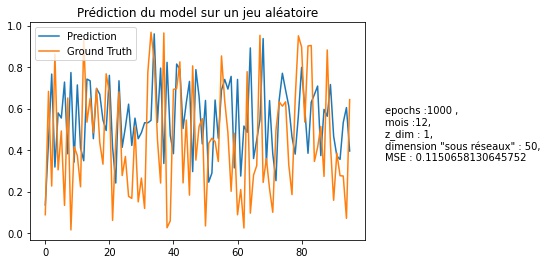 Prédiction du model sur un jeu aléatoire
Prediction
Ground Truth
1.0
0.8
0.6
0.4
0.2
0.0
0 20 40 60 80
epochs :1000 ,
mois :12,
z_dim : 1,
dimension "sous réseaux" : 50,
MSE : 0.1150658130645752